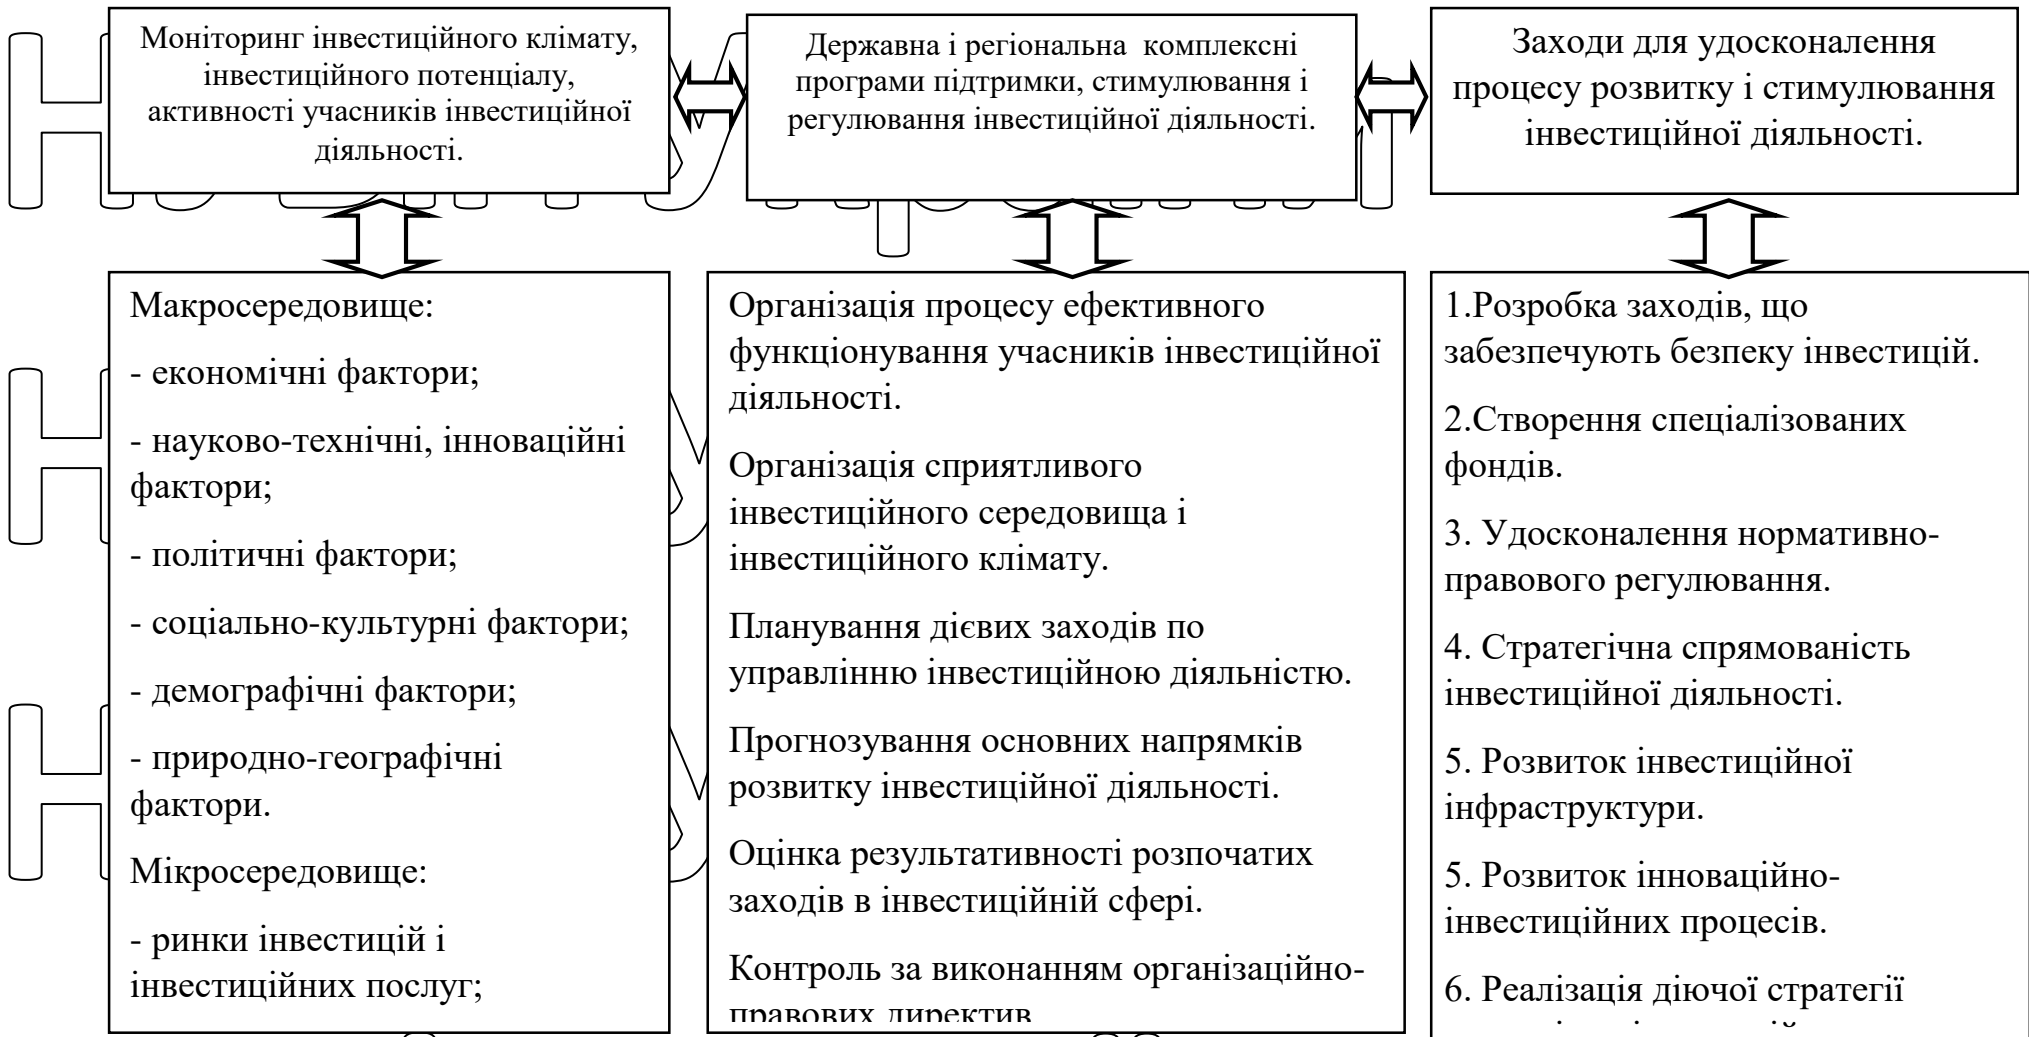 Моніторинг інвестиційного клімату,
інвестиційного потенціалу,
активності учасників інвестиційної
діяльності.
Державна і регіональна комплексні
програми підтримки, стимулювання і
регулювання інвестиційної діяльності.
Заходи для удосконалення
процесу розвитку і стимулювання
інвестиційної діяльності.
Макросередовище:
- економічні фактори;
- науково-технічні, інноваційні
фактори;
- політичні фактори;
- соціально-культурні фактори;
- демографічні фактори;
- природно-географічні
фактори.
Мікросередовище:
- ринки інвестицій і
інвестиційних послуг;
Організація процесу ефективного
функціонування учасників інвестиційної
діяльності.
Організація сприятливого
інвестиційного середовища і
інвестиційного клімату.
Планування дієвих заходів по
управлінню інвестиційною діяльністю.
Прогнозування основних напрямків
розвитку інвестиційної діяльності.
Оцінка результативності розпочатих
заходів в інвестиційній сфері.
Контроль за виконанням організаційно-
правових директив
1.Розробка заходів, що
забезпечують безпеку інвестицій.
2.Створення спеціалізованих
фондів.
3. Удосконалення нормативно-
правового регулювання.
4. Стратегічна спрямованість
інвестиційної діяльності.
5. Розвиток інвестиційної
інфраструктури.
5. Розвиток інноваційно-
інвестиційних процесів.
6. Реалізація діючої стратегії